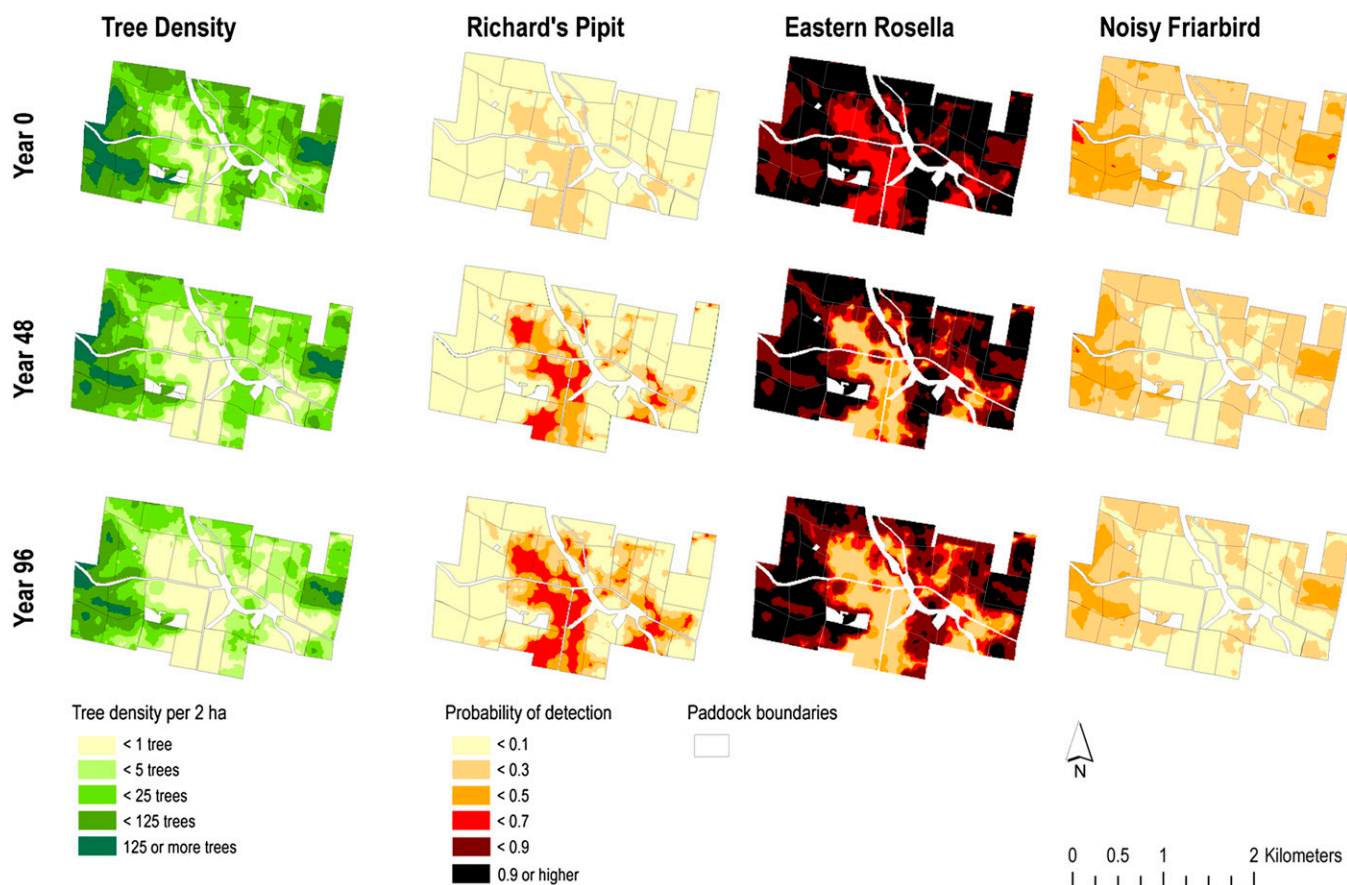 Tree Density
Richard's Pipit
Eastern Rosella
Noisy Friarbird
Year 0
Year 48
Year 96
Tree density per 2 ha
< 1 tree
< 5 trees
< 25 trees
< 125 trees
125 or more trees
Probability of detection
< 0.1
< 0.3
< 0.5
< 0.7
< 0.9
0.9 or higher
Paddock boundaries
N
0 0.5 1 2 Kilometers